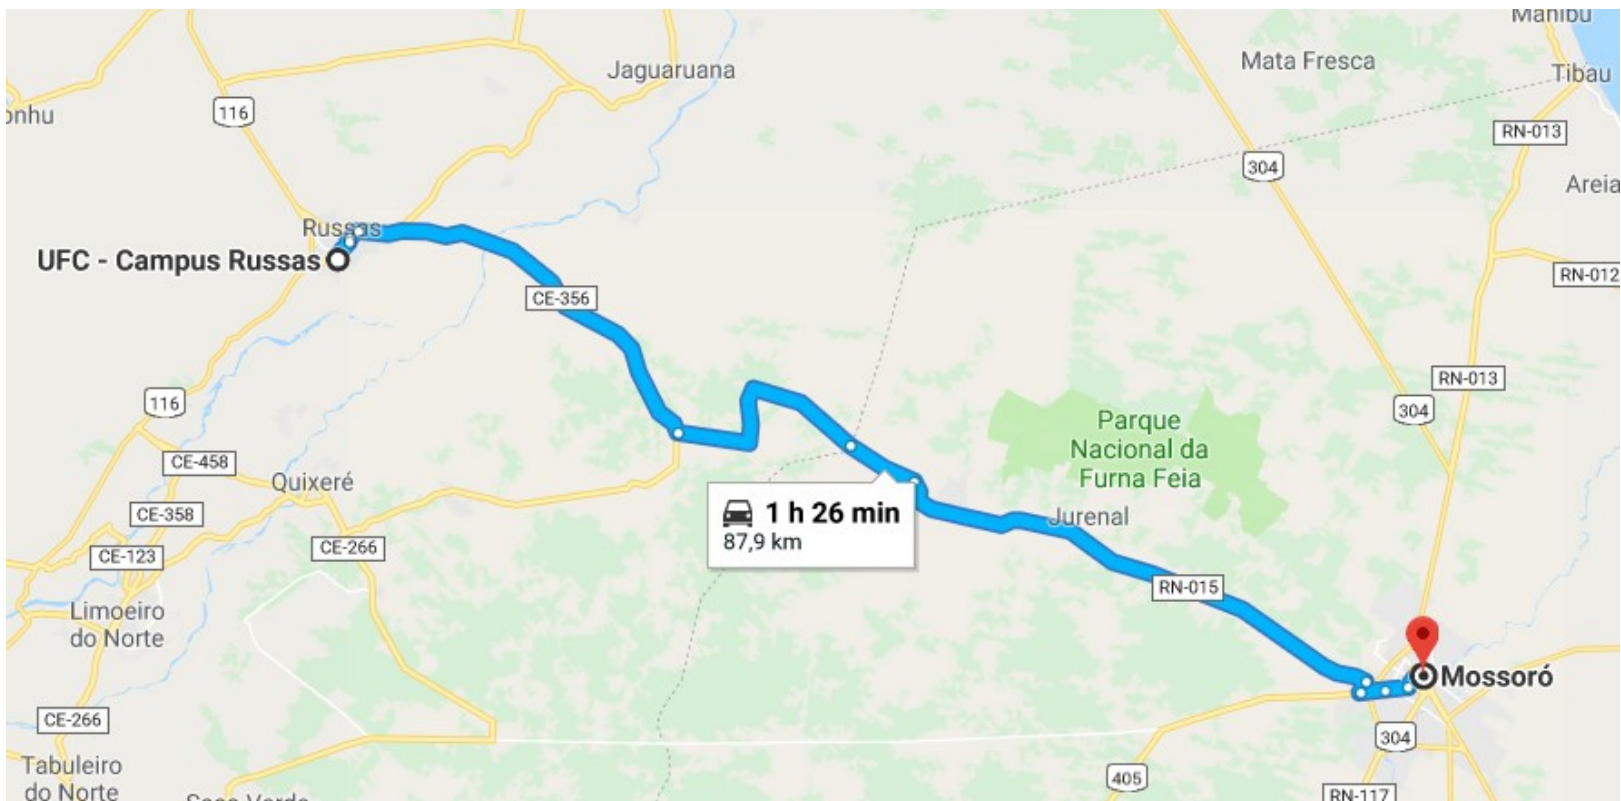 Manibu
Mata Fresca
Tibau
Jaguaruana
116
onhu
RN-013
304
Areia
Russas
UFC - Campus Russas
RN-012
CE-356
RN-013
116
304
Parque
Nacional da
Furna Feia
CE-458
Quixeré
CE-358
1 h 26 min
87,9 km
Jurenal
CE-123
CE-266
RN-015
Limoeiro
do Norte
Mossoró
CE-266
304
Tabuleiro
do Norte
405
RN-117